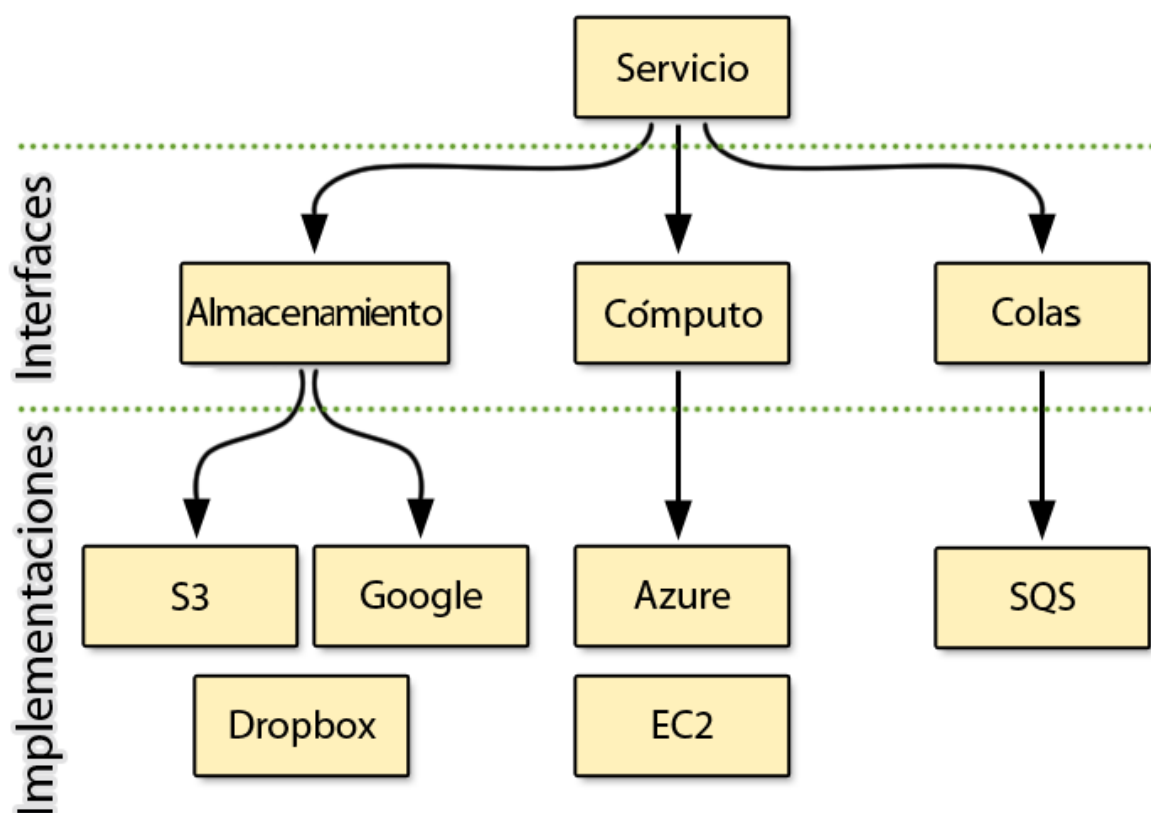 Servicio
Interfaces
Almacenamiento
Cómputo
Colas
Implementaciones
S3
Google
Azure
SQS
Dropbox
EC2